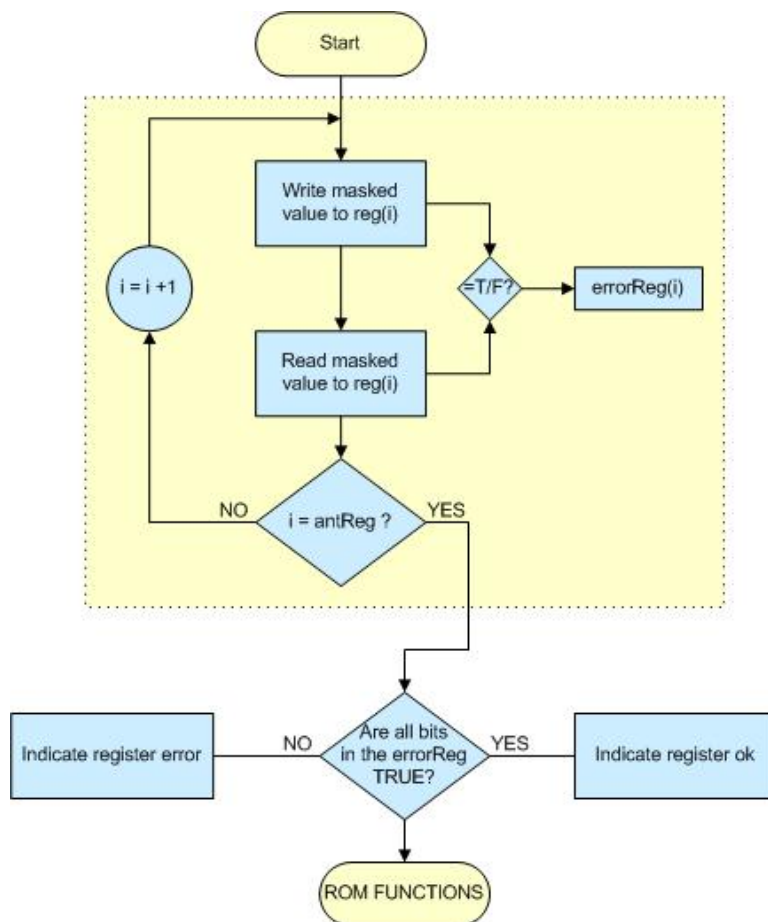 Start
Write masked
value to reg(i)
i = i +1
=T/F?
errorReg(i)
Read masked
value to reg(i)
NO
i = antReg ?
YES
Indicate register error
NO
Are all bits
in the errorReg
TRUE?
YES
Indicate register ok
ROM FUNCTIONS